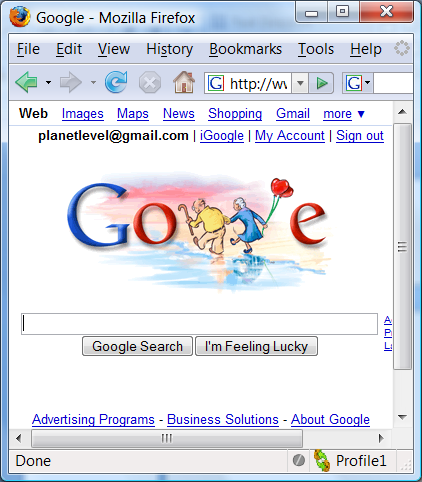 Google - Mozilla Firefox
File Edit View History Bookmarks Tools Help
G http://w G
Web Images Maps News Shopping Gmail more ▼
planetlevel@gmail.com | iGoogle | My Account | Sign out
Go e
Google Search I'm Feeling Lucky
Advertising Programs - Business Solutions - About Google
Done Profile1